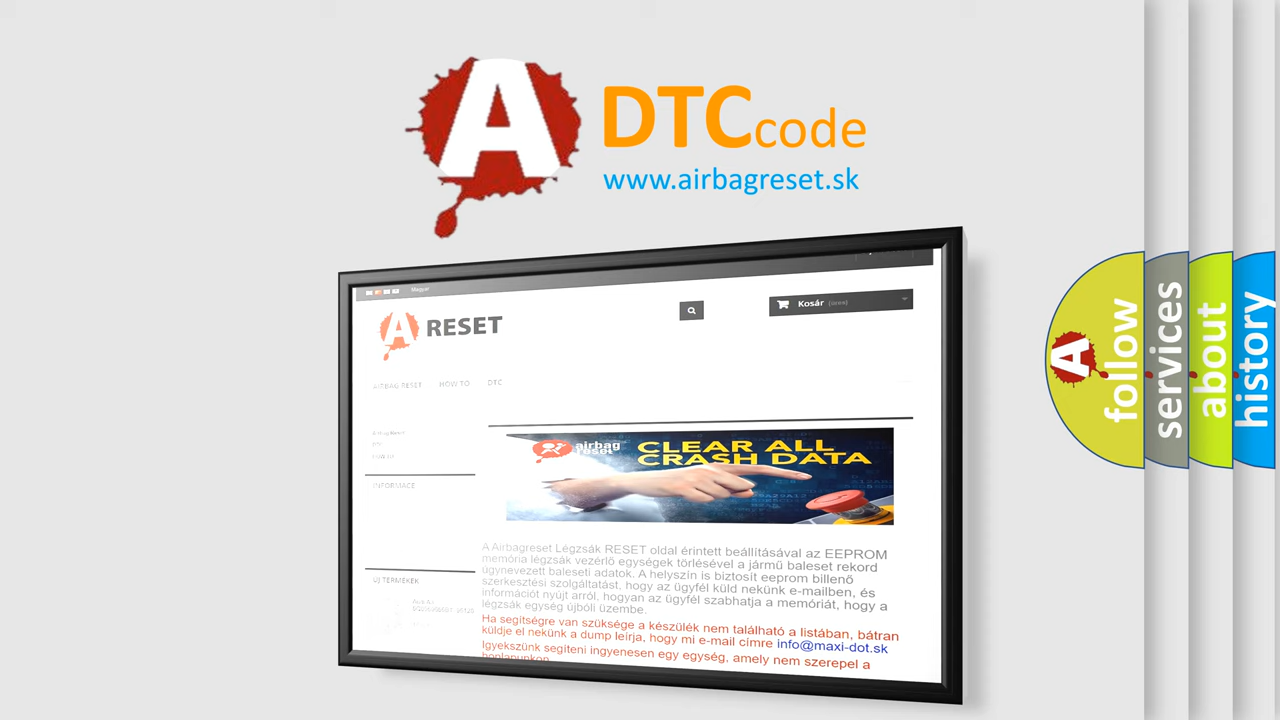 A
DTCcode
www.airbagreset.sk
Magyar
A RESET
Kosár (üres)
AIRBAG RESET HOW TO DTC
INFORMACE
airbag reset
CLEAR ALL
CRASH DATA
A Airbagreset Légzsák RESET oldal érintett beállításával az EEPROM
memória légzsák vezérlő egységek törlésével a jármű baleset rekord
úgynevezett baleseti adatok. A helyszín is biztosít eeprom billenő
szerkesztési szolgáltatást, hogy az ügyfél küld nekünk e-mailben, és
információt nyújt arról, hogyan az ügyfél szabhatja a memóriát, hogy a
légzsák egység újbóli üzembe.
Ha segítségre van szüksége a készülék nem található a listában, bátran
küldje el nekünk a dump leírja, hogy mi e-mail címre info@maxi-dot.sk
Igyekszünk segíteni ingyenesen egy egység, amely nem szerepel a
honlapunkon
ÚJ TERMÉKEK
A
follow
services
about
history